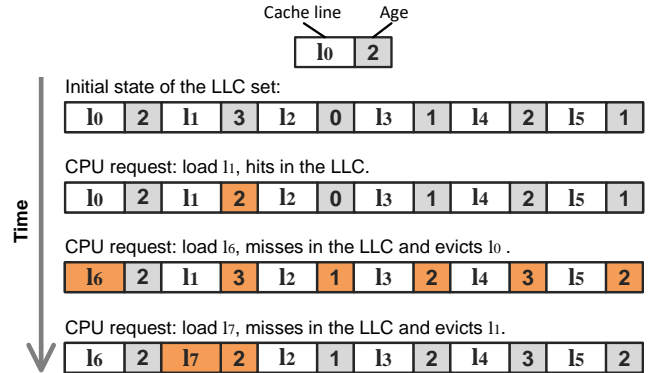 Cache line Age
l0 2
Initial state of the LLC set:
l0 2 l1 3 l2 0 l3 1 l4 2 l5 1
CPU request: load l1, hits in the LLC.
l0 2 l1 2 l2 0 l3 1 l4 2 l5 1
CPU request: load l6, misses in the LLC and evicts l0 .
l6 2 l1 3 l2 1 l3 2 l4 3 l5 2
CPU request: load l7, misses in the LLC and evicts l1.
l6 2 l7 2 l2 1 l3 2 l4 3 l5 2
Time